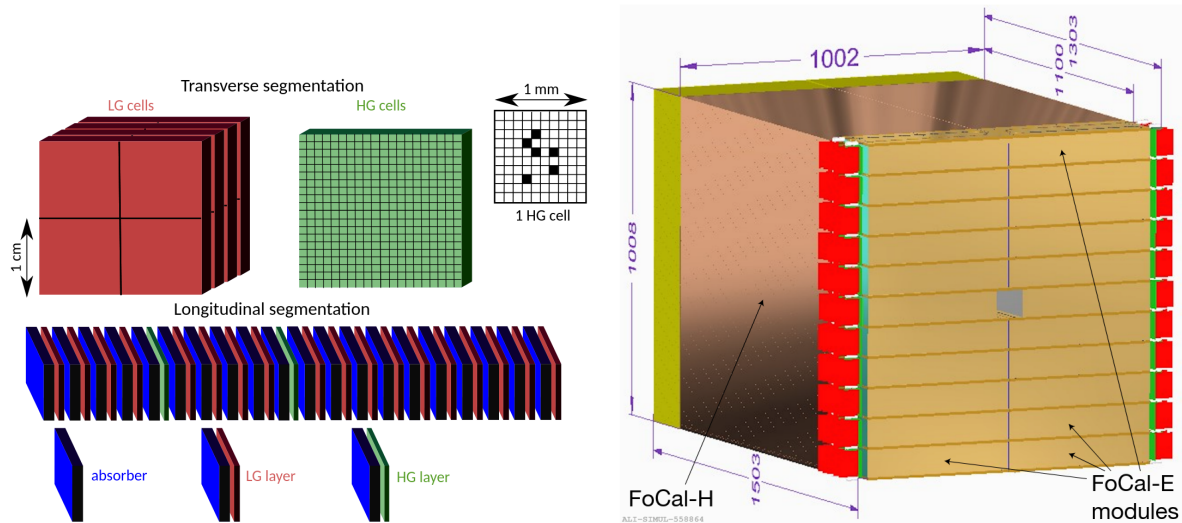 Transverse segmentation
LG cells
HG cells
1 mm
1 HG cell
1 cm
Longitudinal segmentation
absorber
LG layer
HG layer
1002
1100
1303
1008
1503
FoCal-H
FoCal-E
modules
ALI-SIMUL-558864